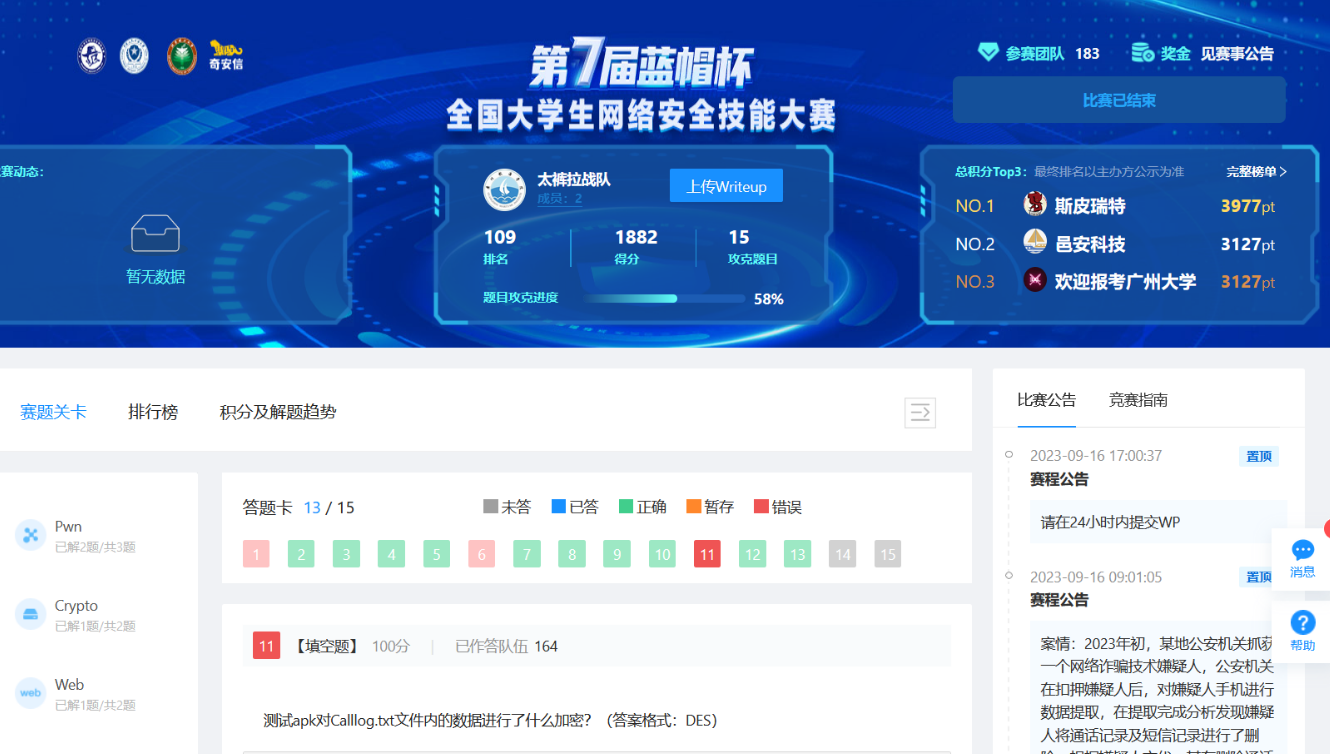 奇安信
第7届蓝帽杯
全国大学生网络安全技能大赛
参赛团队 183 奖金 见赛事公告
比赛已结束
赛动态：
暂无数据
太裤拉战队
成员：2
上传Writeup
109 1882 15
排名 得分 攻克题目
题目攻克进度 58%
总积分Top3：最终排名以主办方公示为准 完整榜单
NO.1 斯皮瑞特 3977pt
NO.2 邑安科技 3127pt
NO.3 欢迎报考广州大学 3127pt
赛题关卡 排行榜 积分及解题趋势
Pwn
已解2题/共3题
Crypto
已解1题/共2题
web
Web
已解1题/共2题
答题卡 13 / 15 未答 已答 正确 暂存 错误
1 2 3 4 5 6 7 8 9 10 11 12 13 14 15
11 【填空题】 100分 已作答队伍 164
测试apk对Calllog.txt文件内的数据进行了什么加密？（答案格式：DES）
比赛公告 竞赛指南
2023-09-16 17:00:37 置顶
赛程公告
请在24小时内提交WP
2023-09-16 09:01:05 置顶
赛程公告
案情：2023年初，某地公安机关抓获
一个网络诈骗技术嫌疑人，公安机关
在扣押嫌疑人后，对嫌疑人手机进行
数据提取，在提取完成分析发现嫌疑
人将通话记录及短信记录进行了删
消息
帮助